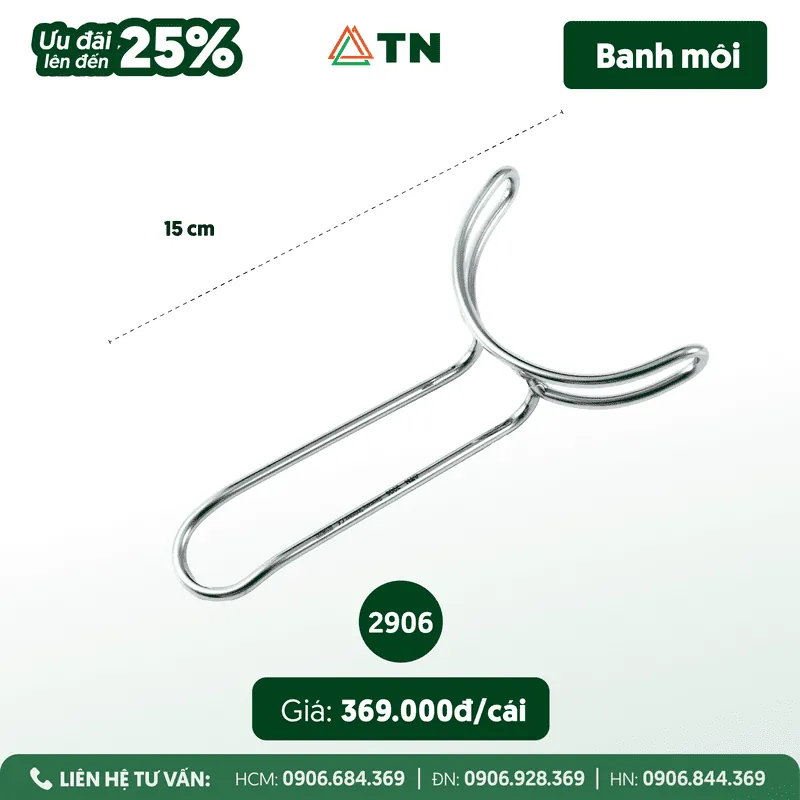 Ưu đãi
lên đến 25%
TN
Banh môi
15 cm
2906
Giá: 369.000đ/cái
LIÊN HỆ TƯ VẤN: HCM: 0906.684.369 | ĐN: 0906.928.369 | HN: 0906.844.369